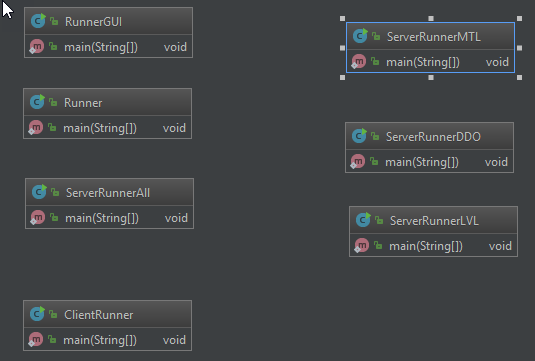 RunnerGUI
main(String[]) void
Runner
main(String[]) void
ServerRunnerAll
main(String[]) void
ClientRunner
main(String[]) void
ServerRunnerMTL
main(String[]) void
ServerRunnerDDO
main(String[]) void
ServerRunnerLVL
main(String[]) void